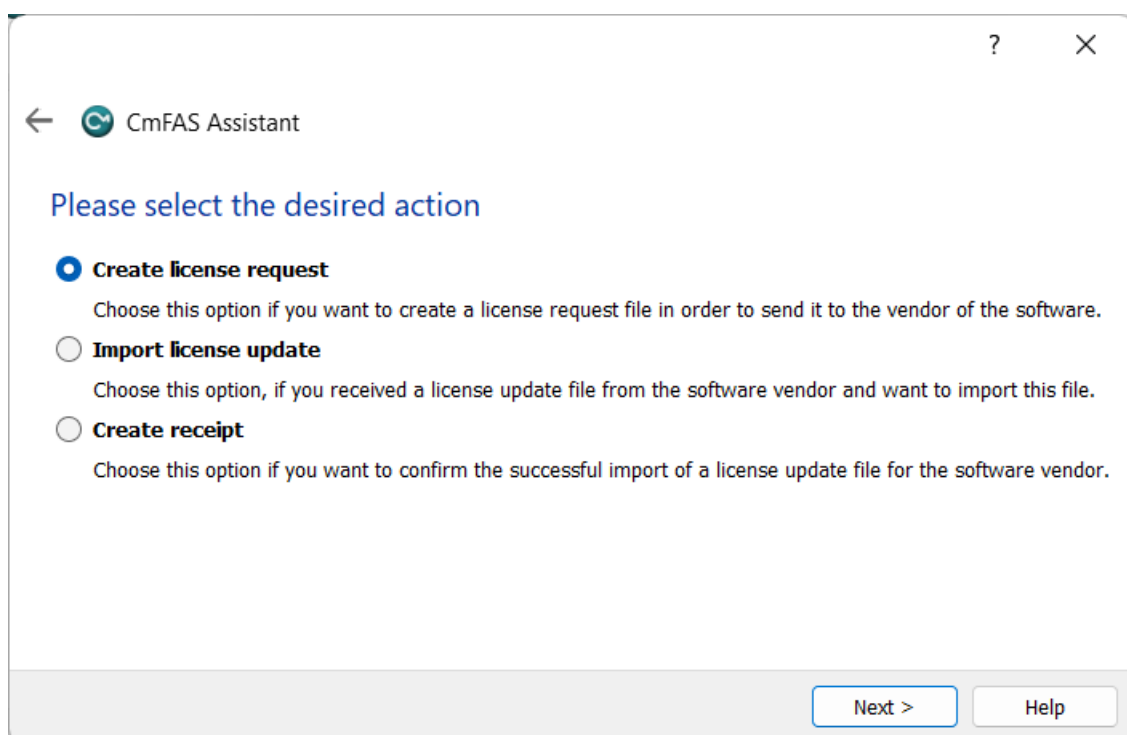 ?
CmFAS Assistant
Please select the desired action
Create license request
Choose this option if you want to create a license request file in order to send it to the vendor of the software.
Import license update
Choose this option, if you received a license update file from the software vendor and want to import this file.
Create receipt
Choose this option if you want to confirm the successful import of a license update file for the software vendor.
Next > Help